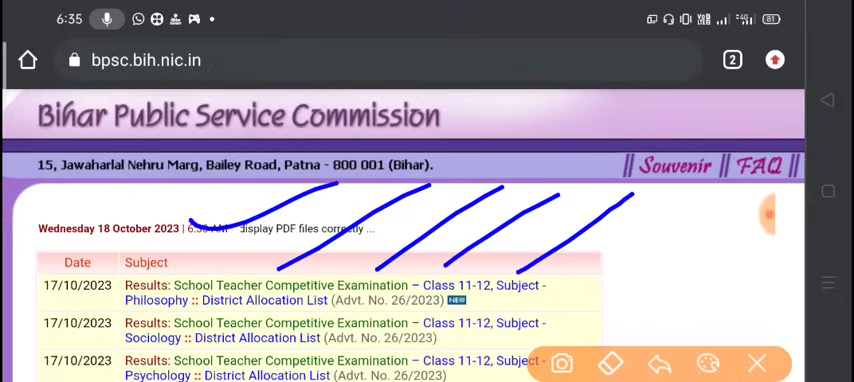 6:35
VoD
4G
81
bpsc.bih.nic.in
2
Bihar Public Service Commission
15, Jawaharlal Nehru Marg, Bailey Road, Patna - 800 001 (Bihar).
|| Souvenir || FAQ ||
Wednesday 18 October 2023 | AM display PDF files correctly ...
Date Subject
17/10/2023 Results: School Teacher Competitive Examination – Class 11-12, Subject -
Philosophy :: District Allocation List (Advt. No. 26/2023) NEW
17/10/2023 Results: School Teacher Competitive Examination – Class 11-12, Subject -
Sociology :: District Allocation List (Advt. No. 26/2023)
17/10/2023 Results: School Teacher Competitive Examination – Class 11-12, Subject -
Psychology :: District Allocation List (Advt. No. 26/2023)